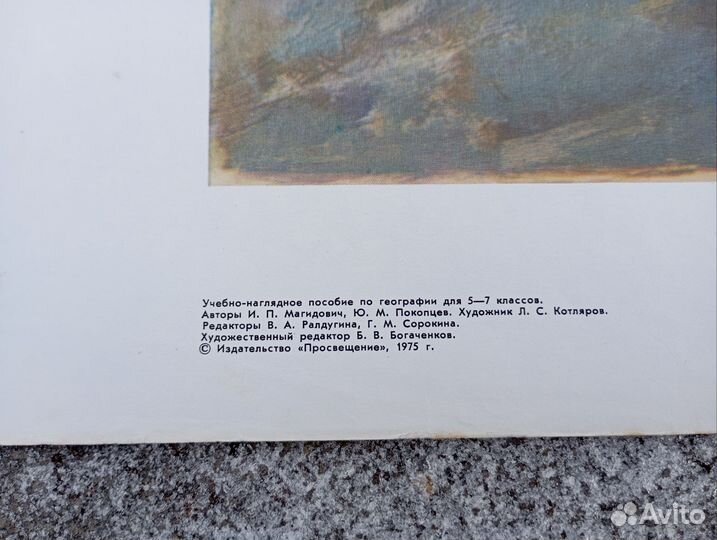 Учебно-наглядное пособие по географии для 5—7 классов.
Авторы И. П. Магидович, Ю. М. Покопцев. Художник Л. С. Котляров.
Редакторы В. А. Ралдугина, Г. М. Сорокина.
Художественный редактор Б. В. Богаченков.
© Издательство «Просвещение», 1975 г.
Avito